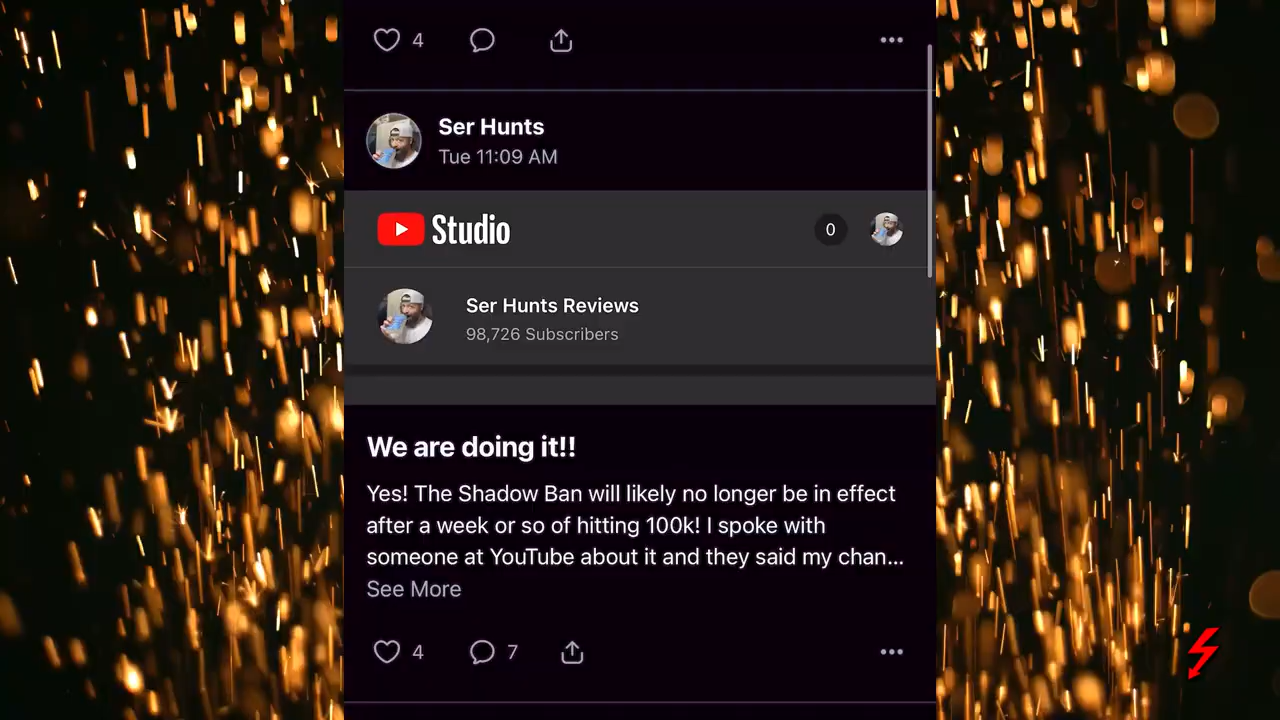 4
Ser Hunts
Tue 11:09 AM
Studio
0
Ser Hunts Reviews
98,726 Subscribers
We are doing it!!
Yes! The Shadow Ban will likely no longer be in effect
after a week or so of hitting 100k! I spoke with
someone at YouTube about it and they said my chan...
See More
4
7